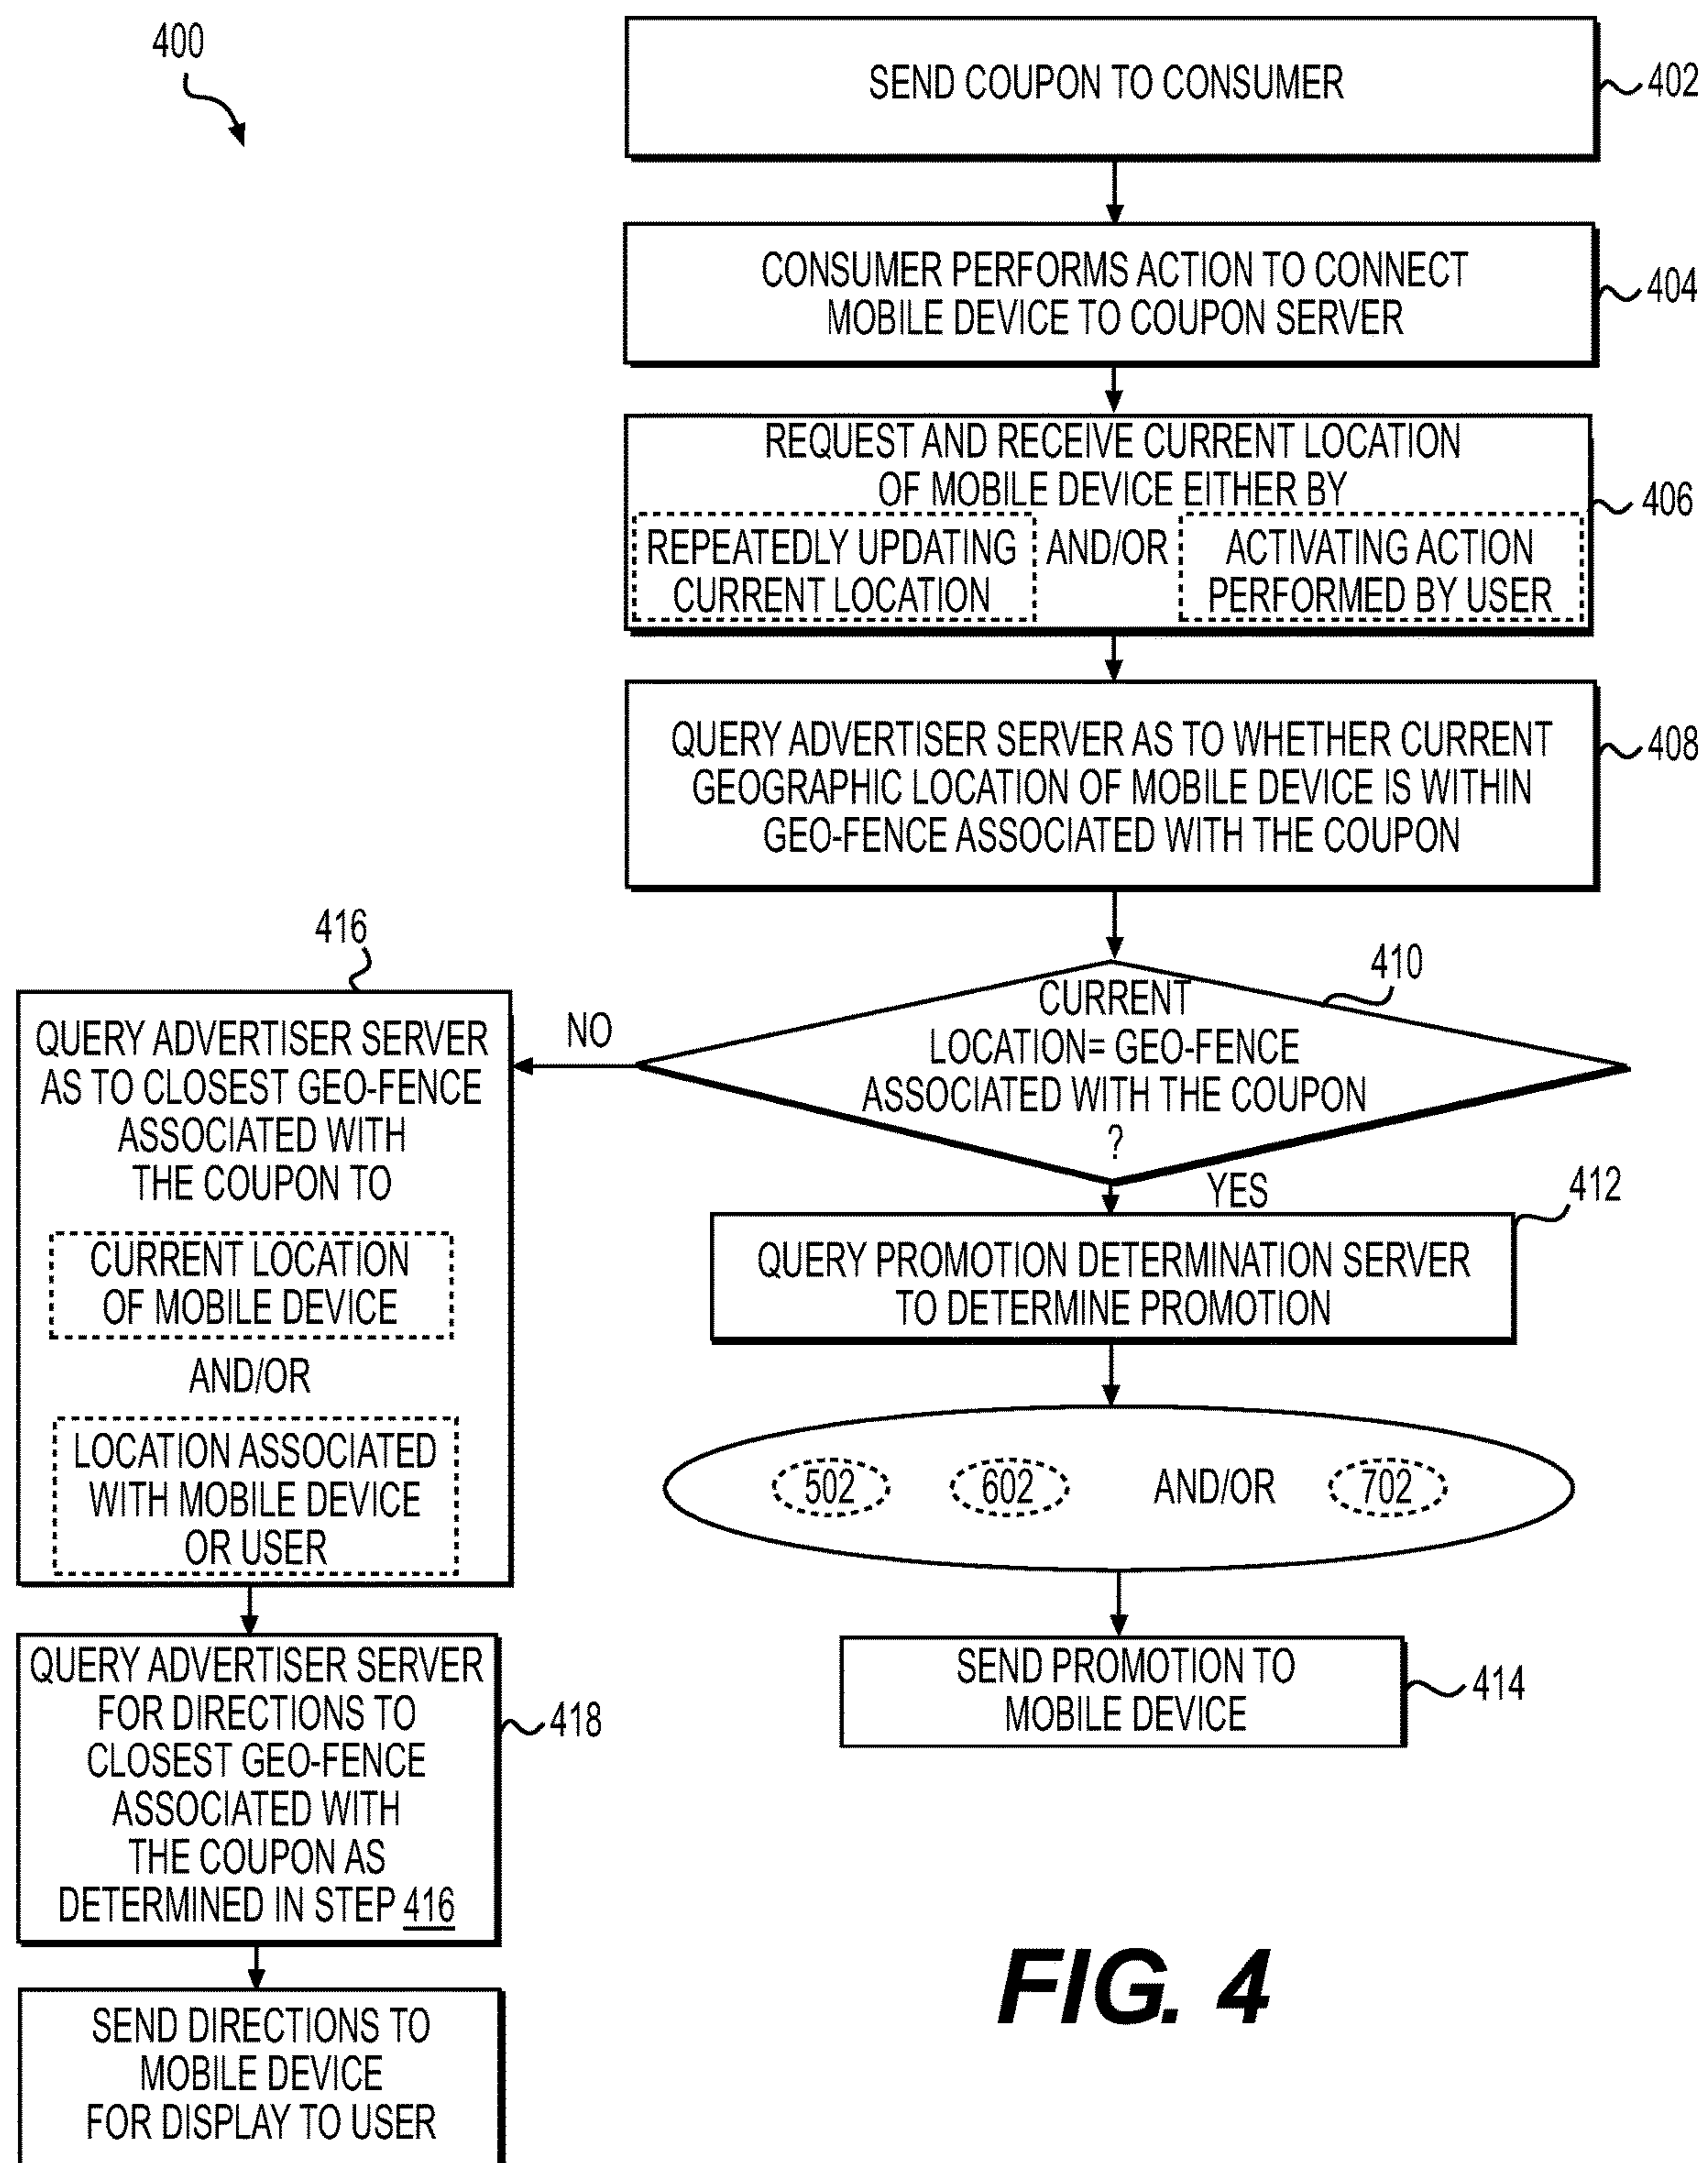 400
SEND COUPON TO CONSUMER
402
CONSUMER PERFORMS ACTION TO CONNECT
MOBILE DEVICE TO COUPON SERVER
404
REQUEST AND RECEIVE CURRENT LOCATION
OF MOBILE DEVICE EITHER BY
REPEATEDLY UPDATING
CURRENT LOCATION
AND/OR
ACTIVATING ACTION
PERFORMED BY USER
406
QUERY ADVERTISER SERVER AS TO WHETHER CURRENT
GEOGRAPHIC LOCATION OF MOBILE DEVICE IS WITHIN
GEO-FENCE ASSOCIATED WITH THE COUPON
408
CURRENT
LOCATION= GEO-FENCE
ASSOCIATED WITH THE COUPON
?
410
NO
YES
416
QUERY ADVERTISER SERVER
AS TO CLOSEST GEO-FENCE
ASSOCIATED WITH
THE COUPON TO
CURRENT LOCATION
OF MOBILE DEVICE
AND/OR
LOCATION ASSOCIATED
WITH MOBILE DEVICE
OR USER
412
QUERY PROMOTION DETERMINATION SERVER
TO DETERMINE PROMOTION
502 602 AND/OR 702
SEND PROMOTION TO
MOBILE DEVICE
414
QUERY ADVERTISER SERVER
FOR DIRECTIONS TO
CLOSEST GEO-FENCE
ASSOCIATED WITH
THE COUPON AS
DETERMINED IN STEP 416
418
SEND DIRECTIONS TO
MOBILE DEVICE
FOR DISPLAY TO USER
FIG. 4